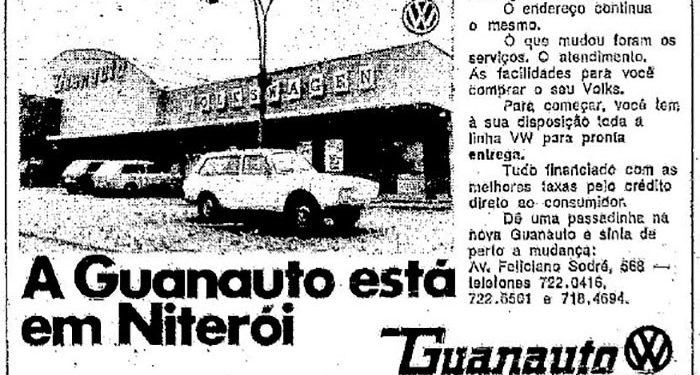 Guanauto
VOLKSWAGEN
A Guanauto está
em Niterói
O endereço continua
o mesmo.
O que mudou foram os
serviços. O atendimento.
As facilidades para você
comprar o seu Volks.
Para começar, você tem
à sua disposição toda a
linha VW para pronta
entrega.
Tudo financiado com as
melhores taxas pelo crédito
direto ao consumidor.
Dê uma passadinha na
nova Guanauto e sinta de
perto a mudança:
Av. Feliciano Sodré, 568 —
telefones 722.0416,
722.6501 e 718.4694.
Guanauto